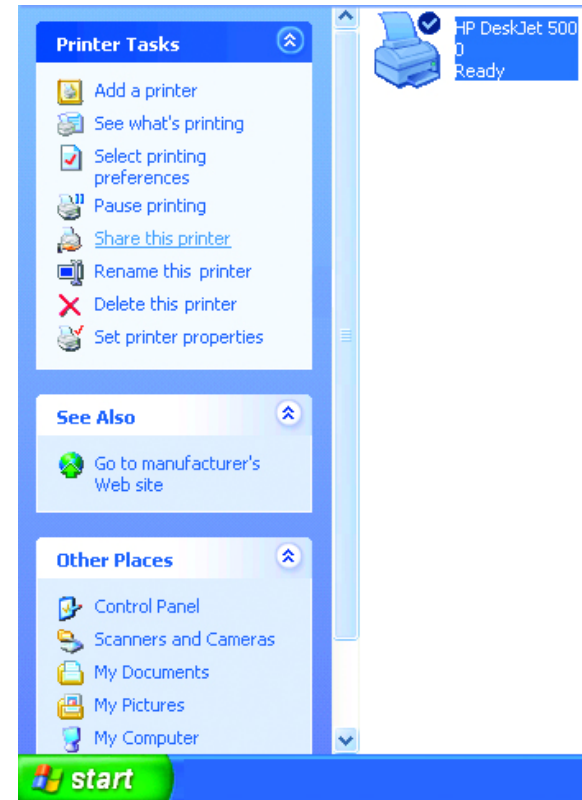 Printer Tasks
Add a printer
See what's printing
Select printing
preferences
Pause printing
Share this printer
Rename this printer
Delete this printer
Set printer properties
See Also
Go to manufacturer's
Web site
Other Places
Control Panel
Scanners and Cameras
My Documents
My Pictures
My Computer
start
HP DeskJet 500
0
Ready